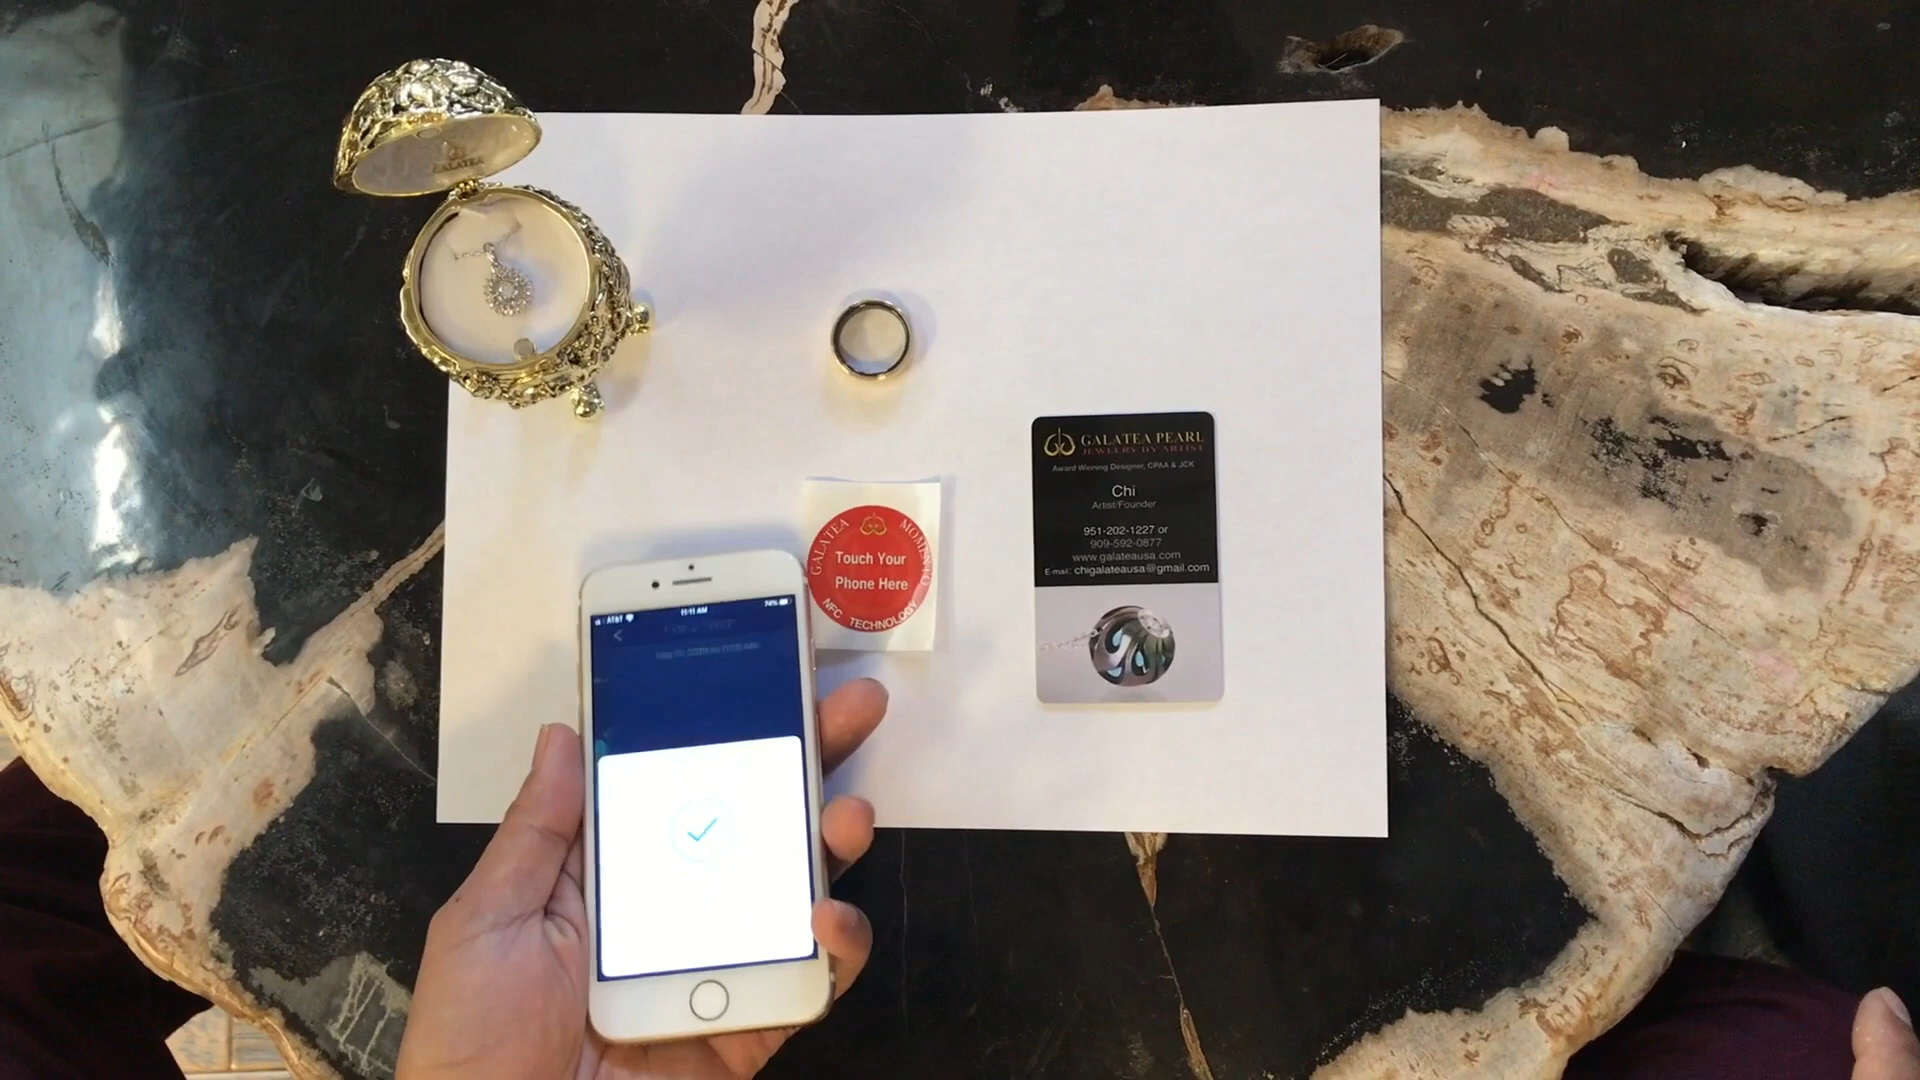 GALATEA
GALATEA MOMENTO
Touch Your
Phone Here
NFC TECHNOLOGY
GALATEA PEARL
JEWELRY BY ARTIST
Award Winning Designer, CPAA & JCK
Chi
Artist/Founder
951-202-1227 or
909-592-0877
www.galateausa.com
E-mail: chigalateausa@gmail.com
AT&T
11:11 AM
74%